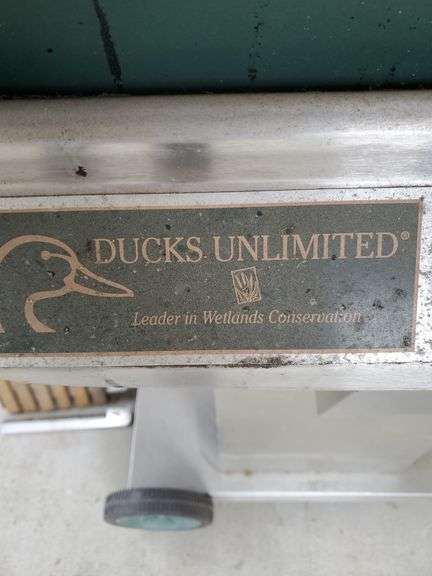 DUCKS UNLIMITED®
Leader in Wetlands Conservation